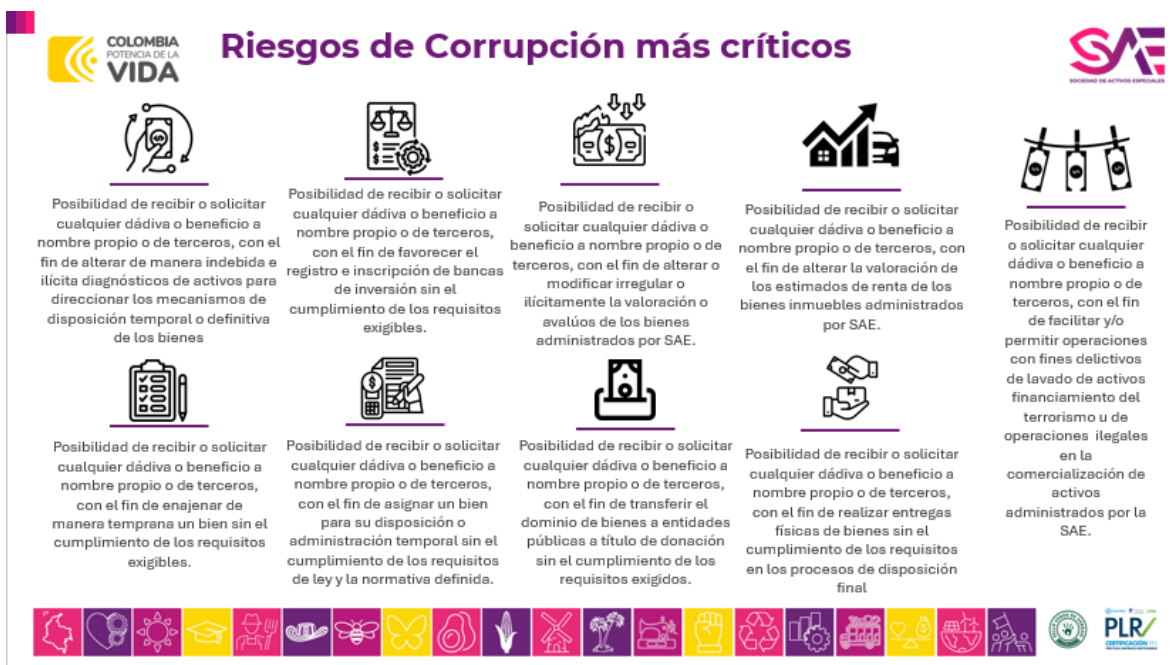 COLOMBIA
POTENCIA DE LA
VIDA
Riesgos de Corrupción más críticos
SAE
SOCIEDAD DE ACTIVOS ESPECIALES
Posibilidad de recibir o solicitar
cualquier dádiva o beneficio a
nombre propio o de terceros, con el
fin de alterar de manera indebida e
ilícita diagnósticos de activos para
direccionar los mecanismos de
disposición temporal o definitiva
de los bienes
Posibilidad de recibir o solicitar
cualquier dádiva o beneficio a
nombre propio o de terceros,
con el fin de favorecer el
registro e inscripción de bancas
de inversión sin el
cumplimiento de los requisitos
exigibles.
Posibilidad de recibir o
solicitar cualquier dádiva o
beneficio a nombre propio o de
terceros, con el fin de alterar o
modificar irregular o
ilícitamente la valoración o
avalúos de los bienes
administrados por SAE.
Posibilidad de recibir o solicitar
cualquier dádiva o beneficio a
nombre propio o de terceros, con
el fin de alterar la valoración de
los estimados de renta de los
bienes inmuebles administrados
por SAE.
Posibilidad de recibir
o solicitar cualquier
dádiva o beneficio a
nombre propio o de
terceros, con el fin
de facilitar y/o
permitir operaciones
con fines delictivos
de lavado de activos
financiamiento del
terrorismo u de
operaciones ilegales
en la
comercialización de
activos
administrados por la
SAE.
Posibilidad de recibir o solicitar
cualquier dádiva o beneficio a
nombre propio o de terceros,
con el fin de enajenar de
manera temprana un bien sin el
cumplimiento de los requisitos
exigibles.
Posibilidad de recibir o solicitar
cualquier dádiva o beneficio a
nombre propio o de terceros,
con el fin de asignar un bien
para su disposición o
administración temporal sin el
cumplimiento de los requisitos
de ley y la normativa definida.
Posibilidad de recibir o solicitar
cualquier dádiva o beneficio a
nombre propio o de terceros,
con el fin de transferir el
dominio de bienes a entidades
públicas a título de donación
sin el cumplimiento de los
requisitos exigidos.
Posibilidad de recibir o solicitar
cualquier dádiva o beneficio a
nombre propio o de terceros,
con el fin de realizar entregas
físicas de bienes sin el
cumplimiento de los requisitos
en los procesos de disposición
final
PLR
CERTIFICACIÓN EN